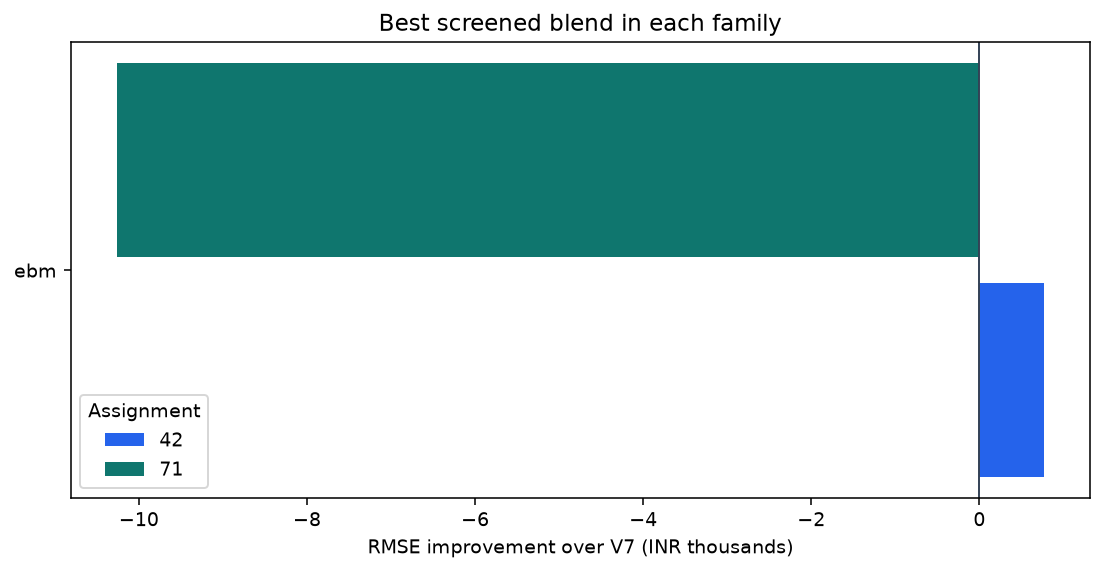 Best screened blend in each family
ebm
Assignment
42
71
−10
−8
−6
−4
−2
0
RMSE improvement over V7 (INR thousands)